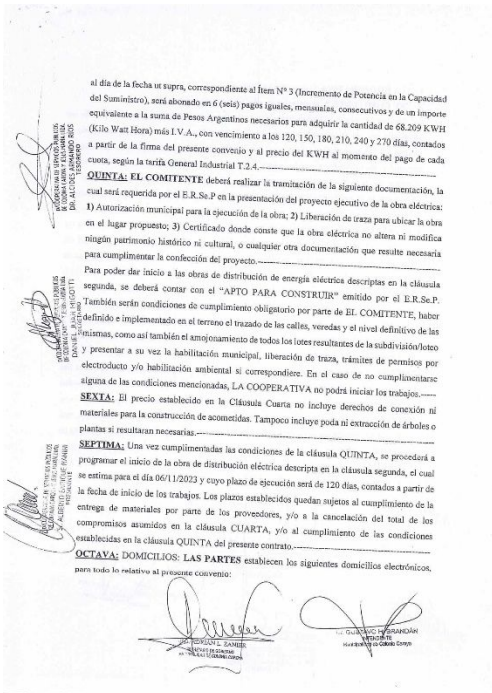 al día de la fecha ut supra, correspondiente al Ítem N° 3 (Incremento de Potencia en la Capacidad
del Suministro), será abonado en 6 (seis) pagos iguales, mensuales, consecutivos y de un importe
equivalente a la suma de Pesos Argentinos necesarios para adquirir la cantidad de 68.209 KWH
(Kilo Watt Hora) más I.V.A., con vencimiento a los 120, 150, 180, 210, 240 y 270 días, contados
a partir de la firma del presente convenio y al precio del KWH al momento del pago de cada
cuota, según la tarifa General Industrial T.2.4.
QUINTA: EL COMITENTE deberá realizar la tramitación de la siguiente documentación, la
cual será requerida por el E.R.Se.P en la presentación del proyecto ejecutivo de la obra eléctrica:
1) Autorización municipal para la ejecución de la obra; 2) Liberación de traza para ubicar la obra
en el lugar propuesto; 3) Certificado donde conste que la obra eléctrica no altera ni modifica
ningún patrimonio histórico ni cultural, o cualquier otra documentación que resulte necesaria
para cumplimentar la confección del proyecto.
Para poder dar inicio a las obras de distribución de energía eléctrica descriptas en la cláusula
segunda, se deberá contar con el "APTO PARA CONSTRUIR" emitido por el E.R.Se.P.
También serán condiciones de cumplimiento obligatorio por parte de EL COMITENTE, haber
definido e implementado en el terreno el trazado de las calles, veredas y el nivel definitivo de las
mismas, como así también el amojonamiento de todos los lotes resultantes de la subdivisión/loteo
y presentar a su vez la habilitación municipal, liberación de traza, trámites de permisos por
electroducto y/o habilitación ambiental si correspondiere. En el caso de no cumplimentarse
alguna de las condiciones mencionadas, LA COOPERATIVA no podrá iniciar los trabajos.-----
SEXTA: El precio establecido en la Cláusula Cuarta no incluye derechos de conexión ni
materiales para la construcción de acometidas. Tampoco incluye poda ni extracción de árboles o
plantas si resultaran necesarias.
SEPTIMA: Una vez cumplimentadas las condiciones de la cláusula QUINTA, se procederá a
programar el inicio de la obra de distribución eléctrica descripta en la cláusula segunda, el cual
se estima para el día 06/11/2023 y cuyo plazo de ejecución será de 120 días, contados a partir de
la fecha de inicio de los trabajos. Los plazos establecidos quedan sujetos al cumplimiento de la
entrega de materiales por parte de los proveedores, y/o a la cancelación del total de los
compromisos asumidos en la cláusula CUARTA, y/o al cumplimiento de las condiciones
establecidas en la cláusula QUINTA del presente contrato.
OCTAVA: DOMICILIOS: LAS PARTES establecen los siguientes domicilios electrónicos,
para todo lo relativo al presente convenio:
DR. ALCIDES ARMANDO RIOS
TESORERO
DANIEL JUAN MISOTTI
SECRETARIO
PRESIDENTE
ADRIAN L. ZANIER
GUSTAVO H. BRANDÁN
INTENDENTE